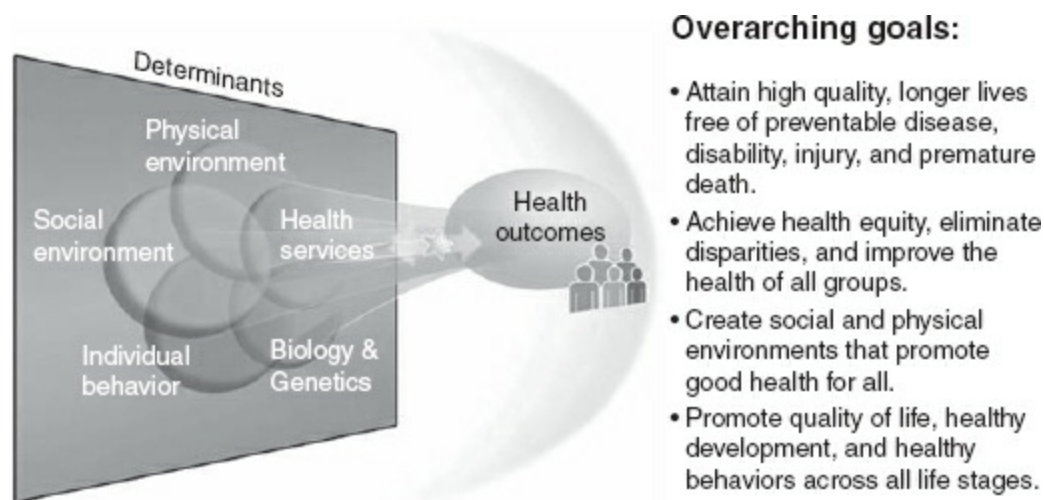 Determinants
Physical
environment
Social
environment
Health
services
Individual
behavior
Biology &
Genetics
Health
outcomes
Overarching goals:
• Attain high quality, longer lives
free of preventable disease,
disability, injury, and premature
death.
• Achieve health equity, eliminate
disparities, and improve the
health of all groups.
• Create social and physical
environments that promote
good health for all.
• Promote quality of life, healthy
development, and healthy
behaviors across all life stages.